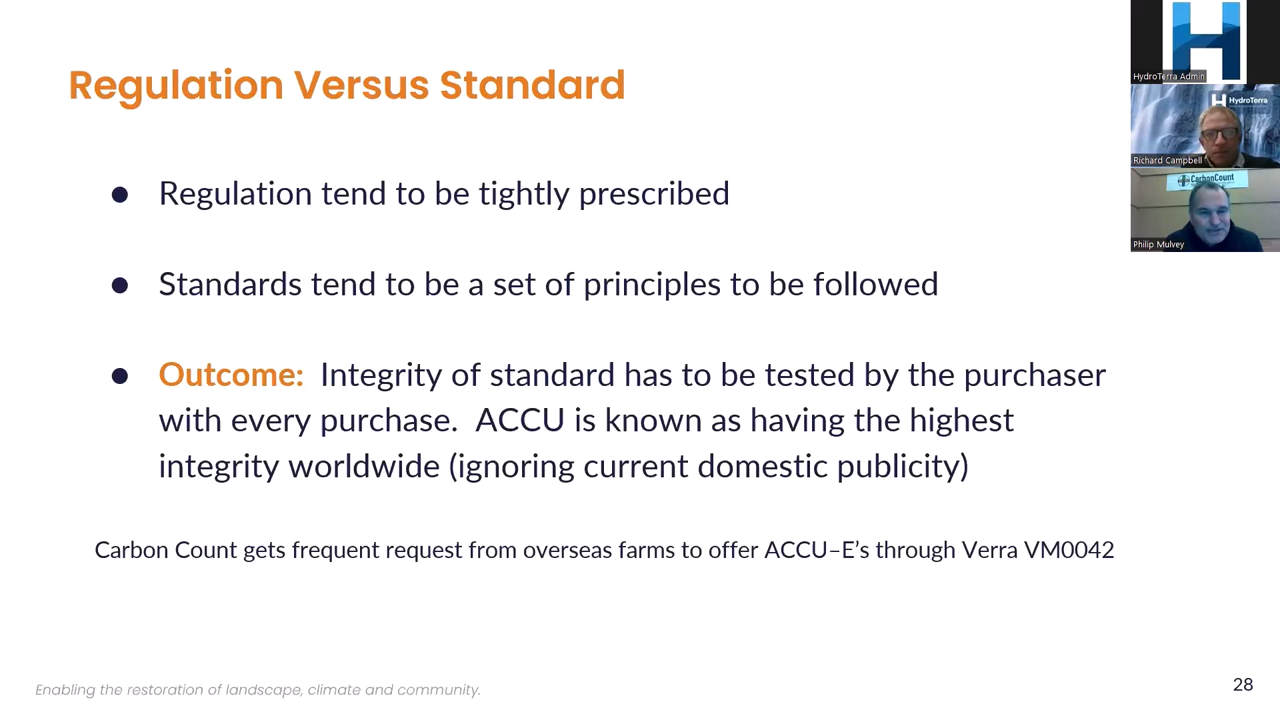 Regulation Versus Standard
● Regulation tend to be tightly prescribed
● Standards tend to be a set of principles to be followed
● Outcome: Integrity of standard has to be tested by the purchaser
with every purchase. ACCU is known as having the highest
integrity worldwide (ignoring current domestic publicity)
Carbon Count gets frequent request from overseas farms to offer ACCU–E’s through Verra VM0042
Enabling the restoration of landscape, climate and community.
28
H
HydroTerra Admin
HydroTerra
Richard Campbell
CarbonCount
Philip Mulvey